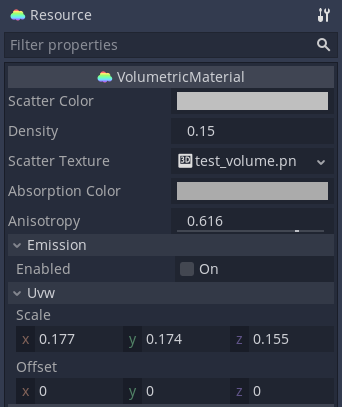 Resource
Filter properties
VolumetricMaterial
Scatter Color
Density 0.15
Scatter Texture 3D test_volume.pn
Absorption Color
Anisotropy 0.616
Emission
Enabled On
Uvw
Scale
x 0.177 y 0.174 z 0.155
Offset
x 0 y 0 z 0